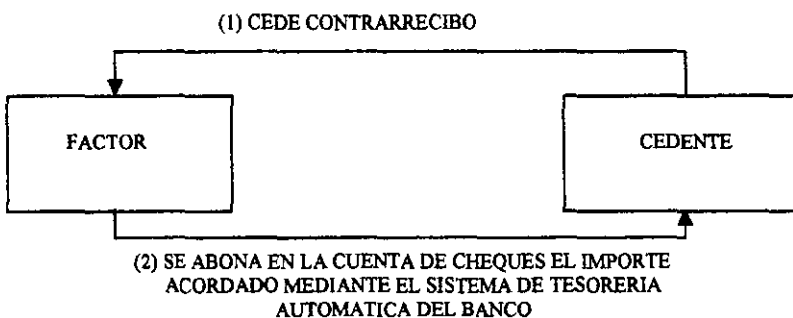 (1) CEDE CONTRARRECIBO
FACTOR
CEDENTE
(2) SE ABONA EN LA CUENTA DE CHEQUES EL IMPORTE
ACORDADO MEDIANTE EL SISTEMA DE TESORERIA
AUTOMATICA DEL BANCO